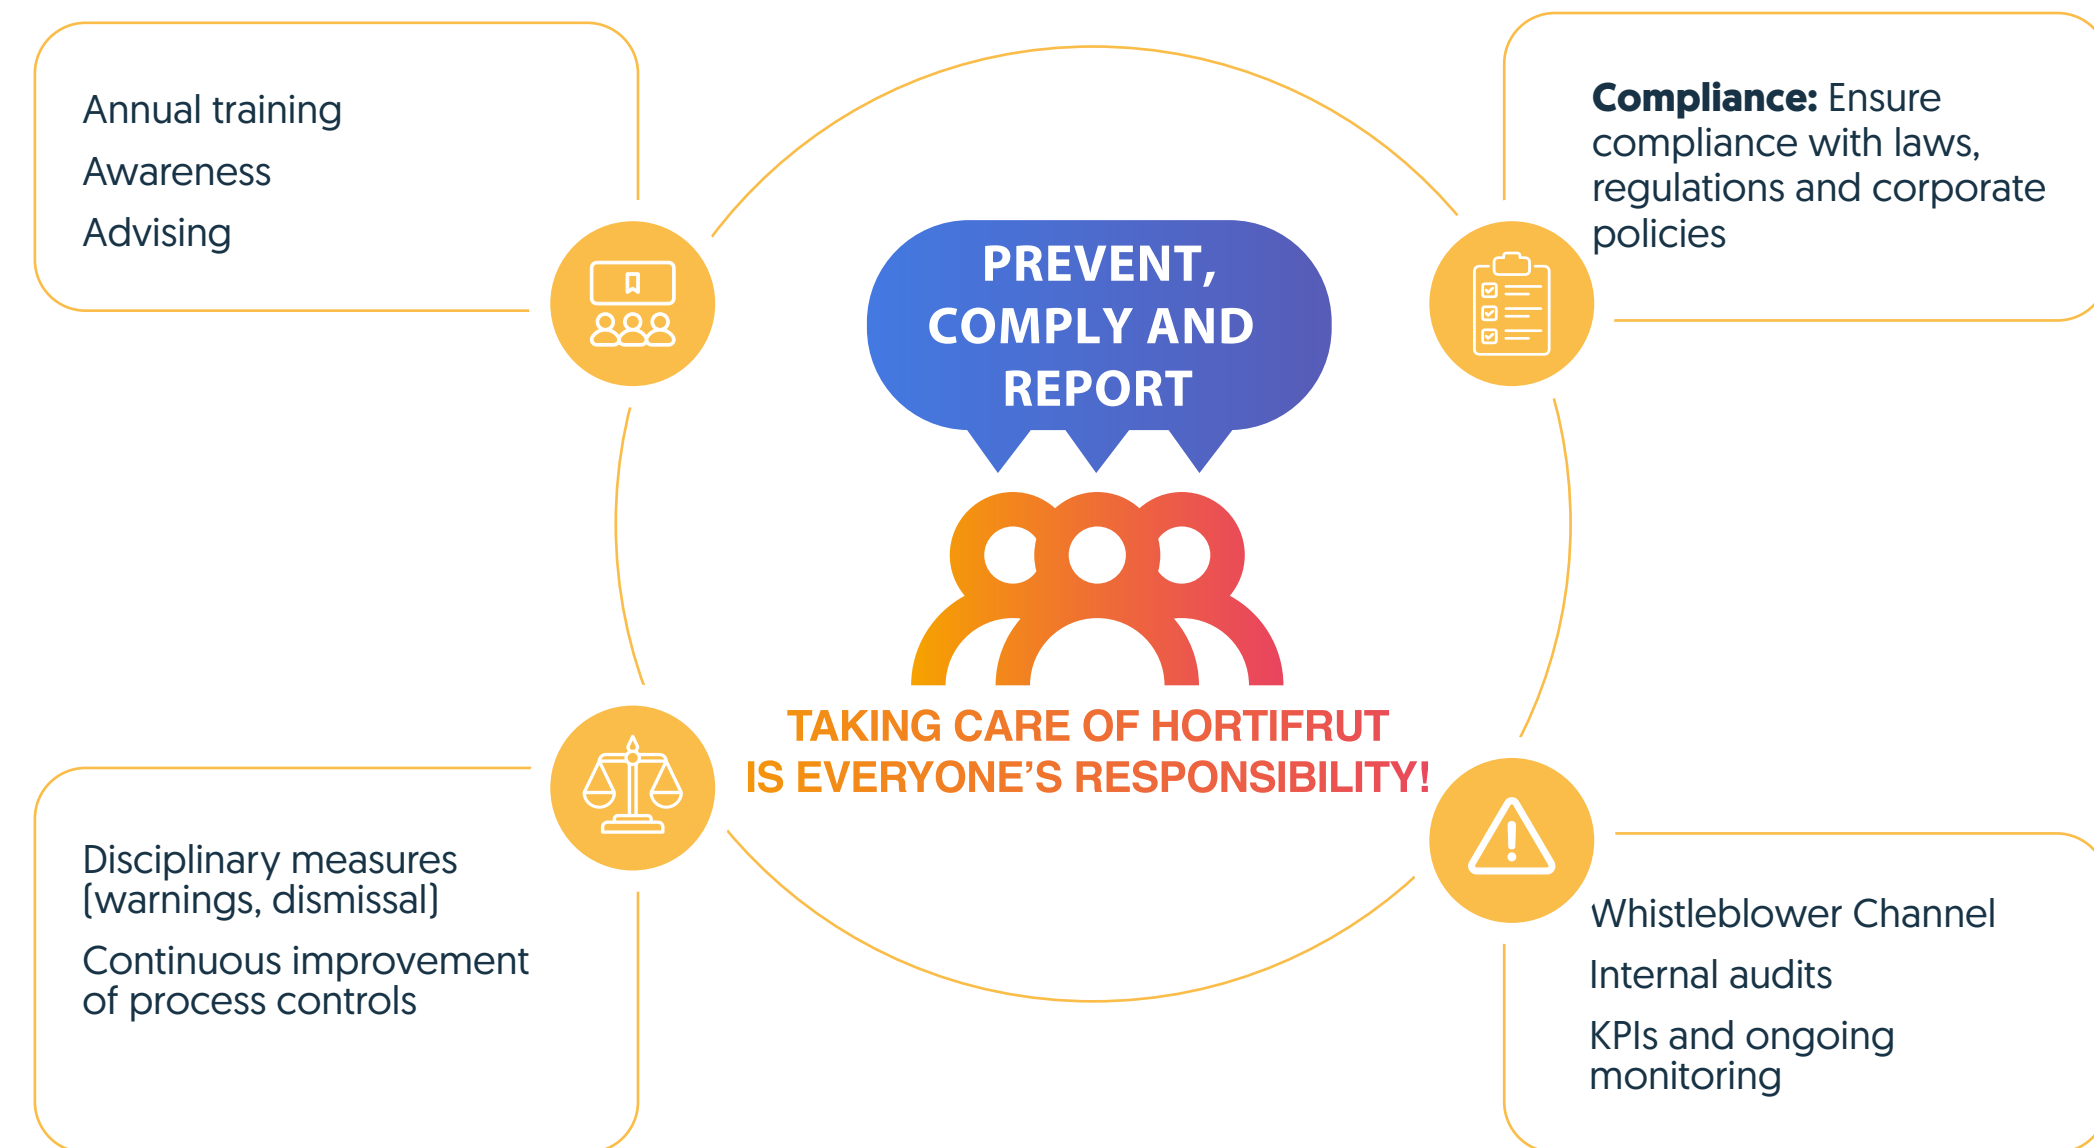 Annual training
Awareness
Advising
Compliance: Ensure
compliance with laws,
regulations and corporate
policies
PREVENT,
COMPLY AND
REPORT
TAKING CARE OF HORTIFRUT
IS EVERYONE’S RESPONSIBILITY!
Disciplinary measures
(warnings, dismissal)
Continuous improvement
of process controls
Whistleblower Channel
Internal audits
KPIs and ongoing
monitoring